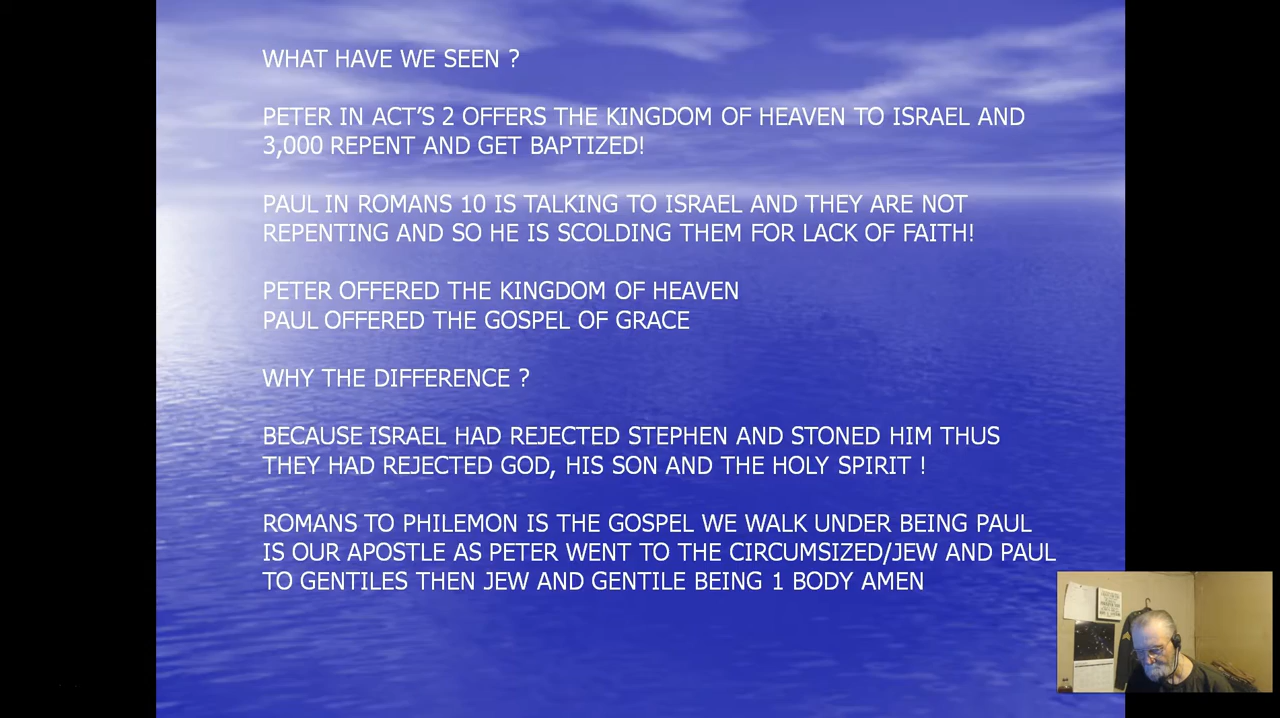 WHAT HAVE WE SEEN ?
PETER IN ACT'S 2 OFFERS THE KINGDOM OF HEAVEN TO ISRAEL AND
3,000 REPENT AND GET BAPTIZED!
PAUL IN ROMANS 10 IS TALKING TO ISRAEL AND THEY ARE NOT
REPENTING AND SO HE IS SCOLDING THEM FOR LACK OF FAITH!
PETER OFFERED THE KINGDOM OF HEAVEN
PAUL OFFERED THE GOSPEL OF GRACE
WHY THE DIFFERENCE ?
BECAUSE ISRAEL HAD REJECTED STEPHEN AND STONED HIM THUS
THEY HAD REJECTED GOD, HIS SON AND THE HOLY SPIRIT !
ROMANS TO PHILEMON IS THE GOSPEL WE WALK UNDER BEING PAUL
IS OUR APOSTLE AS PETER WENT TO THE CIRCUMSIZED/JEW AND PAUL
TO GENTILES THEN JEW AND GENTILE BEING 1 BODY AMEN